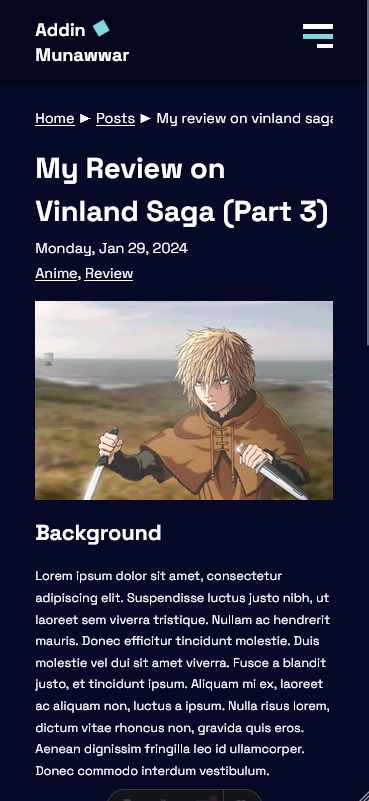 Addin
Munawwar
Home ▶ Posts ▶ My review on vinland saga
My Review on
Vinland Saga (Part 3)
Monday, Jan 29, 2024
Anime, Review
Background
Lorem ipsum dolor sit amet, consectetur
adipiscing elit. Suspendisse luctus justo nibh, ut
laoreet sem viverra tristique. Nullam ac hendrerit
mauris. Donec efficitur tincidunt molestie. Duis
molestie vel dui sit amet viverra. Fusce a blandit
justo, et tincidunt ipsum. Aliquam mi ex, laoreet
ac aliquam non, luctus a ipsum. Nulla risus lorem,
dictum vitae rhoncus non, gravida quis eros.
Aenean dignissim fringilla leo id ullamcorper.
Donec commodo interdum vestibulum.